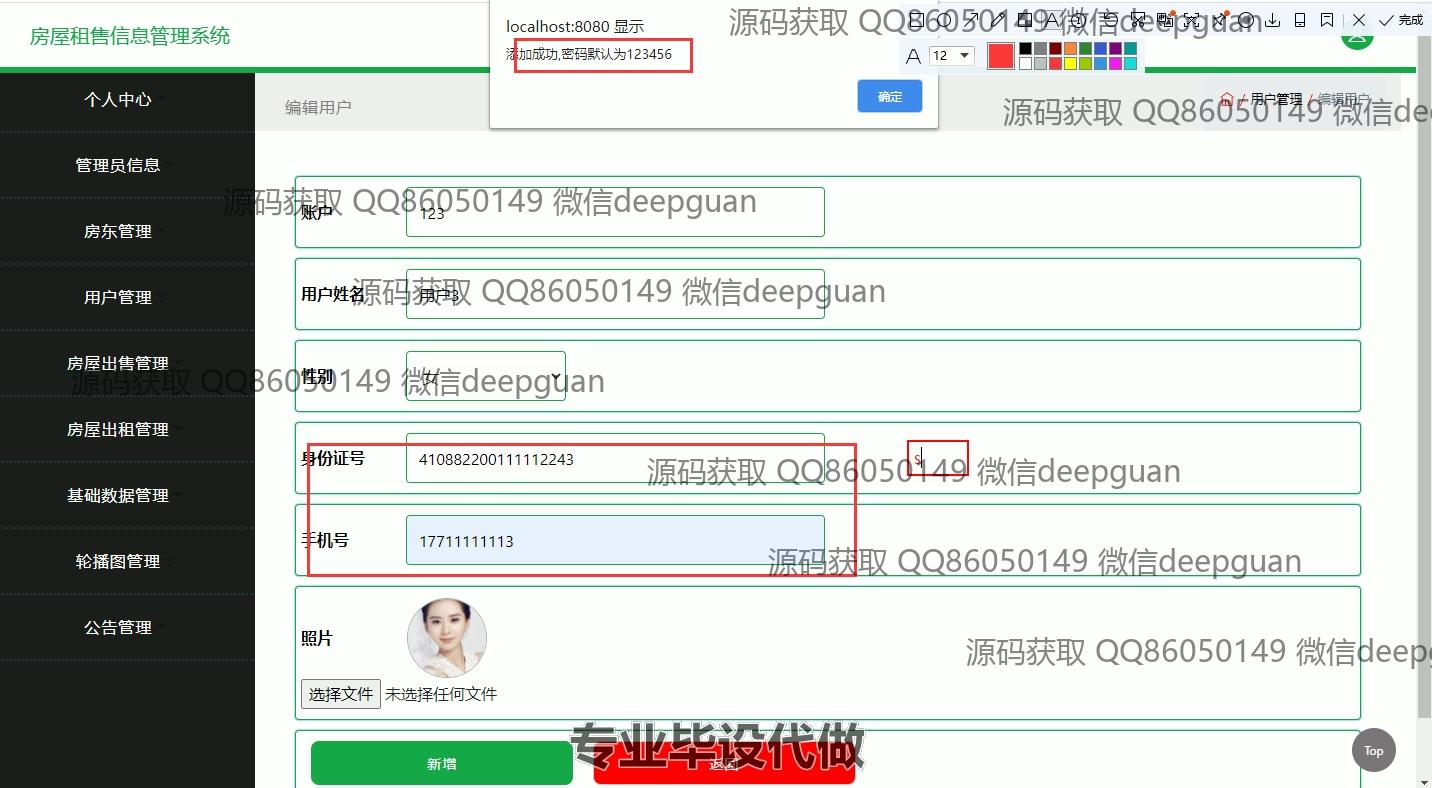 房屋租售信息管理系统
localhost:8080 显示
添加成功,密码默认为123456
确定
源码获取 QQ86050149 微信deepguan
12
完成
个人中心
编辑用户
/ 用户管理 / 编辑用户
源码获取 QQ86050149 微信de
管理员信息
房东管理
用户管理
房屋出售管理
房屋出租管理
基础数据管理
轮播图管理
公告管理
源码获取 QQ86050149 微信deepguan
账户
123
源码获取 QQ86050149 微信deepguan
用户姓名
用户3
源码获取 QQ86050149 微信deepguan
性别
女
身份证号
410882200111112243
s
源码获取 QQ86050149 微信deepguan
手机号
17711111113
源码获取 QQ86050149 微信deepguan
照片
源码获取 QQ86050149 微信deep
选择文件 未选择任何文件
专业毕设代做
新增
返回
Top